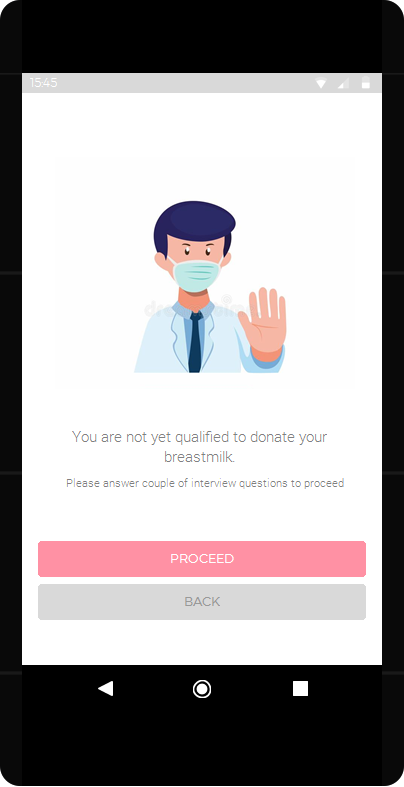 15:45
You are not yet qualified to donate your
breastmilk.
Please answer couple of interview questions to proceed
PROCEED
BACK